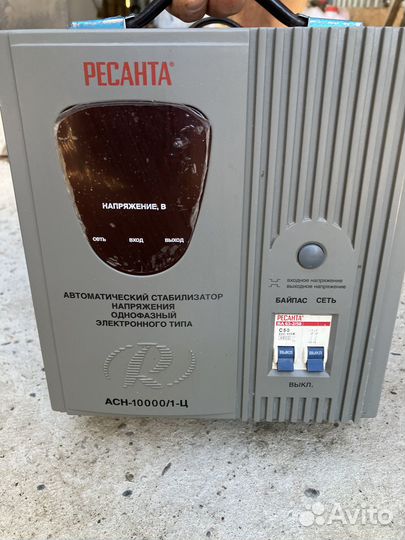 РЕСАНТА®
НАПРЯЖЕНИЕ, В
СЕТЬ ВХОД ВЫХОД
входное напряжение
выходное напряжение
АВТОМАТИЧЕСКИЙ СТАБИЛИЗАТОР
НАПРЯЖЕНИЯ
ОДНОФАЗНЫЙ
ЭЛЕКТРОННОГО ТИПА
БАЙПАС СЕТЬ
РЕСАНТА
C50
ВЫКЛ ВЫКЛ
ВЫКЛ.
R
АСН-10000/1-Ц
Avito